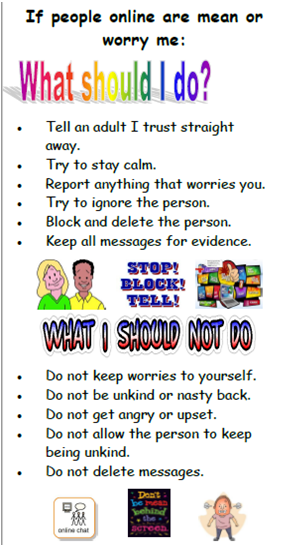 If people online are mean or
worry me:
What should I do?
• Tell an adult I trust straight
away.
• Try to stay calm.
• Report anything that worries you.
• Try to ignore the person.
• Block and delete the person.
• Keep all messages for evidence.
STOP!
BLOCK!
TELL!
WHAT I SHOULD NOT DO
• Do not keep worries to yourself.
• Do not be unkind or nasty back.
• Do not get angry or upset.
• Do not allow the person to keep
being unkind.
• Do not delete messages.
online chat
Don't
be mean
behind
the
screen